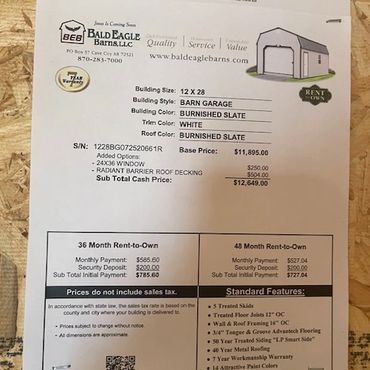 Jesus Is Coming Soon
BEB
BALD EAGLE
BARNS, LLC
PO Box 57 Cave City AR 72521
870-283-7000
Quality
Service
Value
www.baldeaglebarns.com
YEAR
Warranty
RENT
TO
OWN
Building Size: 12 X 28
Building Style: BARN GARAGE
Building Color: BURNISHED SLATE
Trim Color: WHITE
Roof Color: BURNISHED SLATE
S/N: 1228BG072520661R Base Price: $11,895.00
Added Options:
- 24X36 WINDOW $250.00
- RADIANT BARRIER ROOF DECKING $504.00
Sub Total Cash Price: $12,649.00
36 Month Rent-to-Own
Monthly Payment: $585.60
Security Deposit: $200.00
Sub Total Initial Payment: $785.60
48 Month Rent-to-Own
Monthly Payment: $527.04
Security Deposit: $200.00
Sub Total Initial Payment: $727.04
Prices do not include sales tax.
In accordance with state law, the sales tax rate is based on the
county and city where your building is delivered to.
- Prices subject to change without notice.
- All dimensions are approximate.
Standard Features:
• 5 Treated Skids
• Treated Floor Joists 12" OC
• Wall & Roof Framing 16" OC
• 3/4" Tongue & Groove Advantech Flooring
• 50 Year Treated Siding "LP Smart Side"
• 40 Year Metal Roofing
• 7 Year Workmanship Warranty
• 14 Attractive Paint Colors